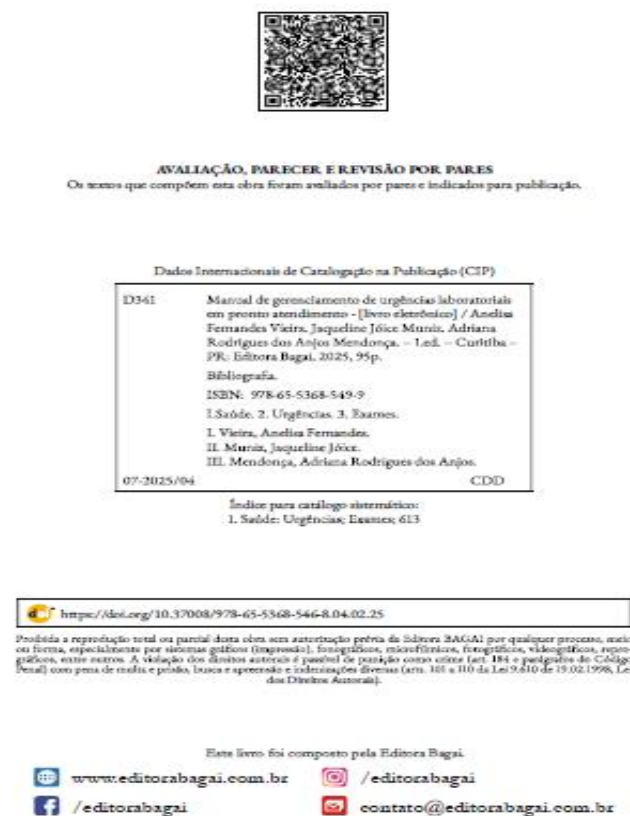 AVALIAÇÃO, PARECER E REVISÃO POR PARES
Os textos que compõem esta obra foram avaliados por pares e indicados para publicação.
Dados Internacionais de Catalogação na Publicação (CIP)
D361 Manual de gerenciamento de urgências laboratoriais
em pronto atendimento - [livro eletrônico] / Anelisa
Fernandes Vieira. Jaqueline Jóice Muniz. Adriana
Rodrigues dos Anjos Mendonça. – 1.ed. – Curitiba –
PR: Editora Bagai, 2025, 95p.
Bibliografia.
ISBN: 978-65-5368-549-9
1.Saúde. 2. Urgências. 3. Exames.
I. Vieira, Anelisa Fernandes.
II. Muniz, Jaqueline Jóice.
III. Mendonça, Adriana Rodrigues dos Anjos.
07-2025/04 CDD
Índice para catálogo sistemático:
1. Saúde: Urgências; Exames; 613
doi https://doi.org/10.37008/978-65-5368-546-8.04.02.25
Proibida a reprodução total ou parcial desta obra sem autorização prévia da Editora BAGAI por qualquer processo, meio
ou forma, especialmente por sistemas gráficos (impressão), fonográficos, microfílmicos, fotográficos, videográficos, repro-
gráficos, entre outros. A violação dos direitos autorais é passível de punição como crime (art. 184 e parágrafos do Código
Penal) com pena de multa e prisão, busca e apreensão e indenizações diversas (arts. 101 a 110 da Lei 9.610 de 19.02.1998, Lei
dos Direitos Autorais).
Este livro foi composto pela Editora Bagai.
www.editorabagai.com.br /editorabagai
/editorabagai contato@editorabagai.com.br